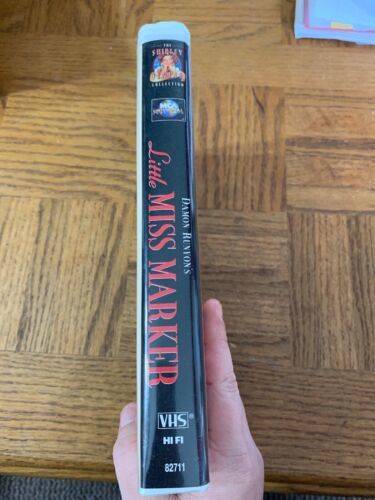 THE
SHIRLEY
TEMPLE
COLLECTION
MCA
UNIVERSAL
DAMON RUNYON'S
Little MISS MARKER
VHS®
HI FI
82711